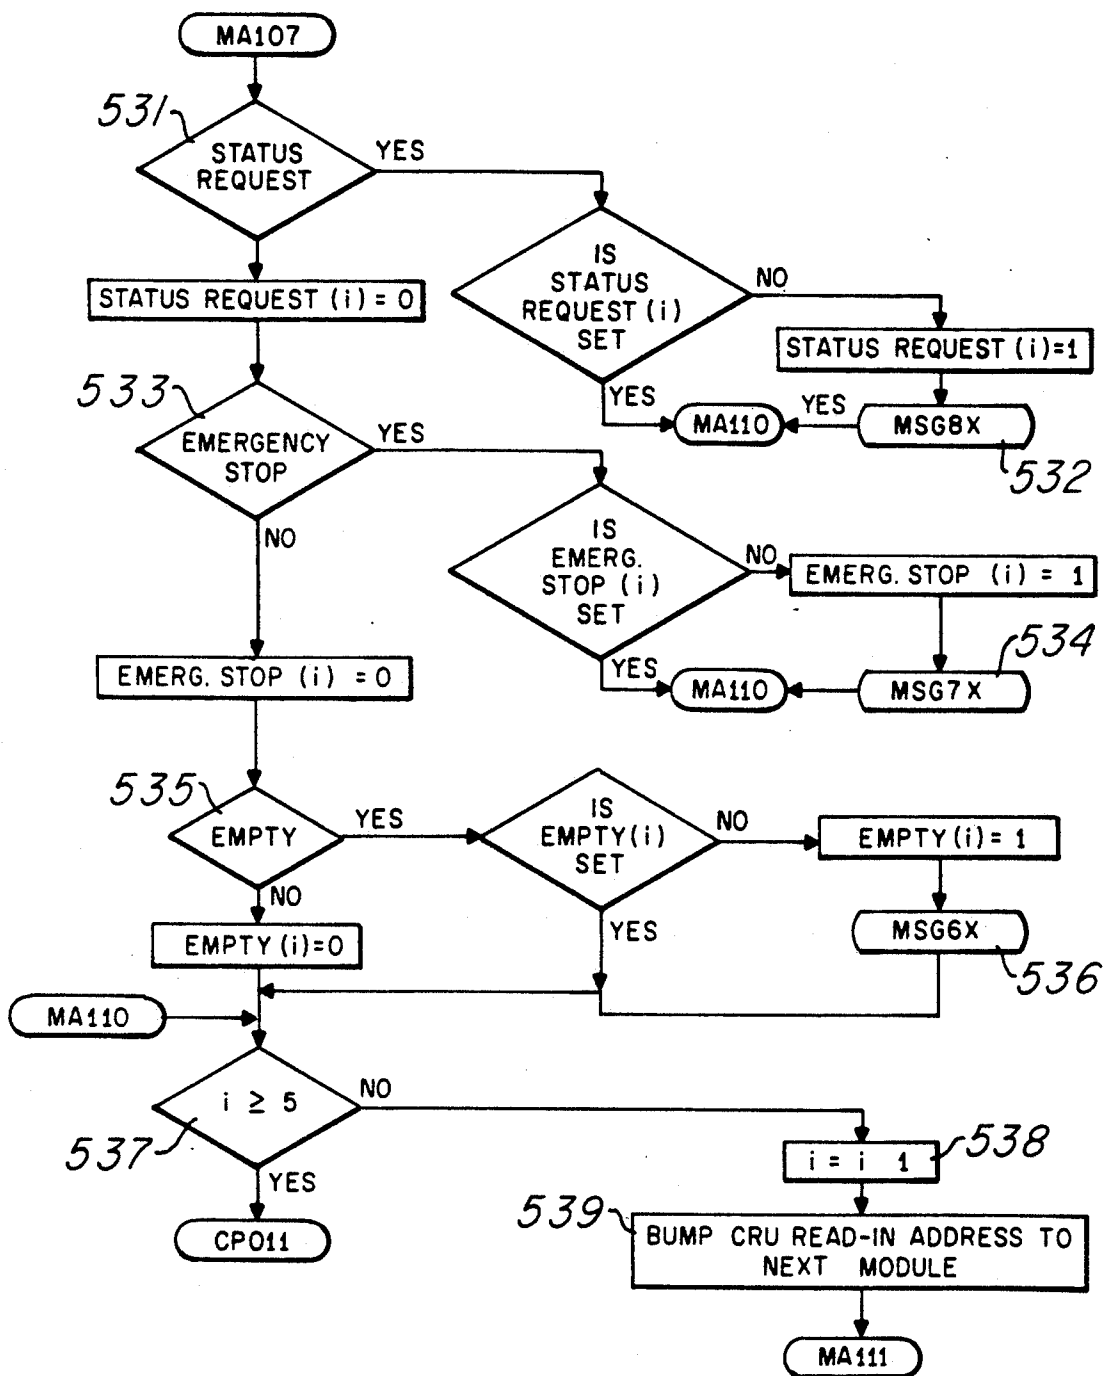 MA107
531
STATUS
REQUEST
YES
STATUS REQUEST (i) = 0
IS
STATUS
REQUEST (i)
SET
NO
STATUS REQUEST (i)=1
YES
MA110
YES
MSG8X
532
533
EMERGENCY
STOP
YES
NO
IS
EMERG.
STOP (i)
SET
NO
EMERG. STOP (i) = 1
534
YES
MA110
MSG7X
EMERG. STOP (i) = 0
535
EMPTY
YES
NO
IS
EMPTY(i)
SET
NO
EMPTY(i)= 1
YES
MSG6X
536
EMPTY(i)=0
MA110
i ≥ 5
NO
537
YES
CP011
i = i 1
538
539
BUMP CRU READ-IN ADDRESS TO
NEXT MODULE
MA111